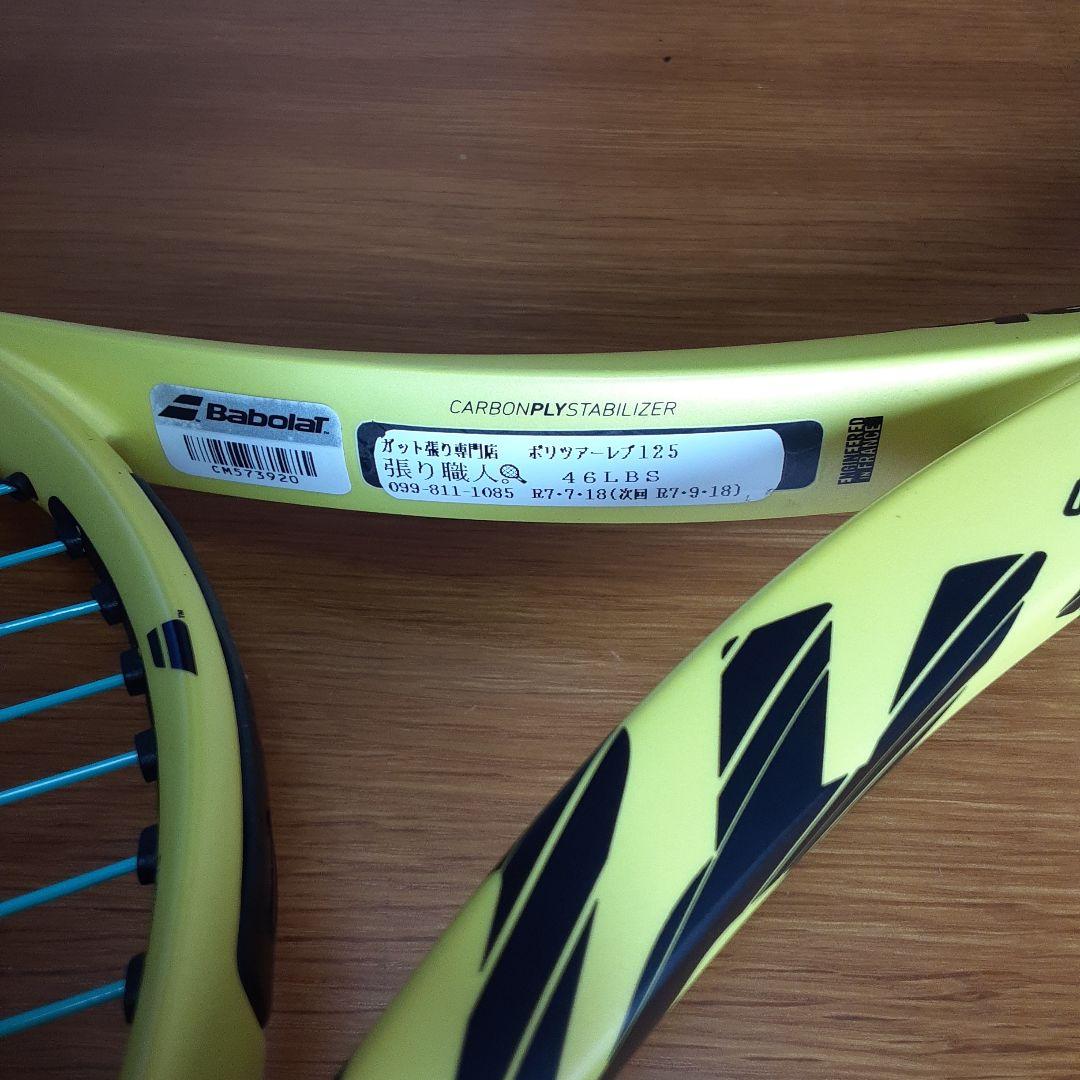 CARBONPLYSTABILIZER
BabolaT™
CM573920
ガット張り専門店 ポリツアーレブ125
張り職人 46LBS
099-811-1085 R7・7・18(次回 R7・9・18)
ENGINEERED
IN FRANCE
TM